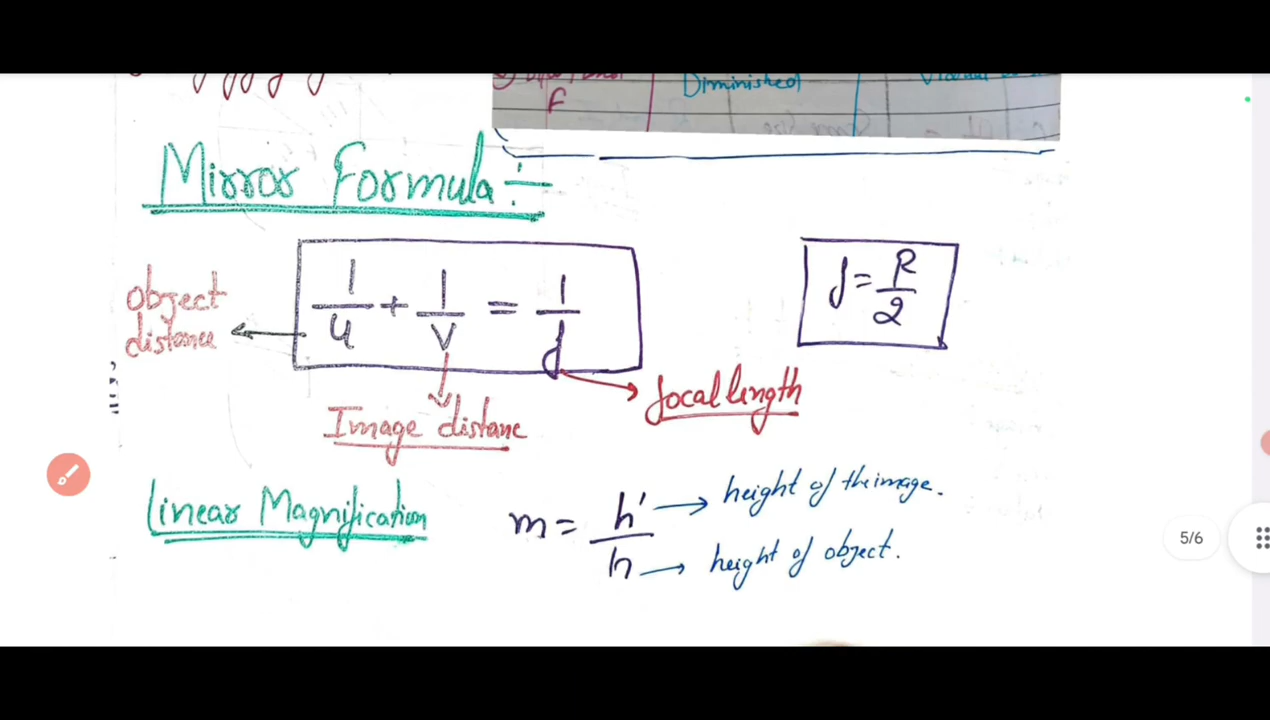 F
Diminished
Mirror Formula :-
object
distance
1/u + 1/v = 1/f
f = R/2
focal length
Image distane
Linear Magnification
m = h'/h
height of the image.
height of object.
5/6